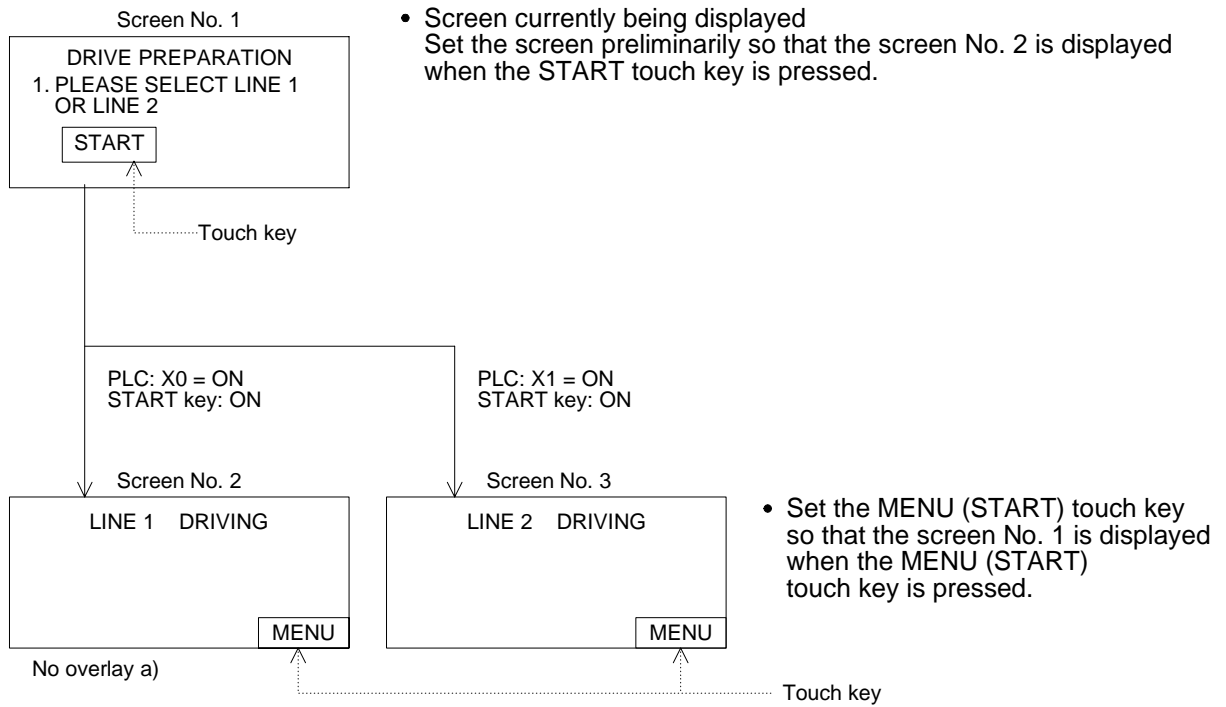 Screen No. 1
DRIVE PREPARATION
1. PLEASE SELECT LINE 1
OR LINE 2
START
Touch key
• Screen currently being displayed
Set the screen preliminarily so that the screen No. 2 is displayed
when the START touch key is pressed.
PLC: X0 = ON
START key: ON
PLC: X1 = ON
START key: ON
Screen No. 2
LINE 1 DRIVING
MENU
No overlay a)
Screen No. 3
LINE 2 DRIVING
MENU
Touch key
• Set the MENU (START) touch key
so that the screen No. 1 is displayed
when the MENU (START)
touch key is pressed.